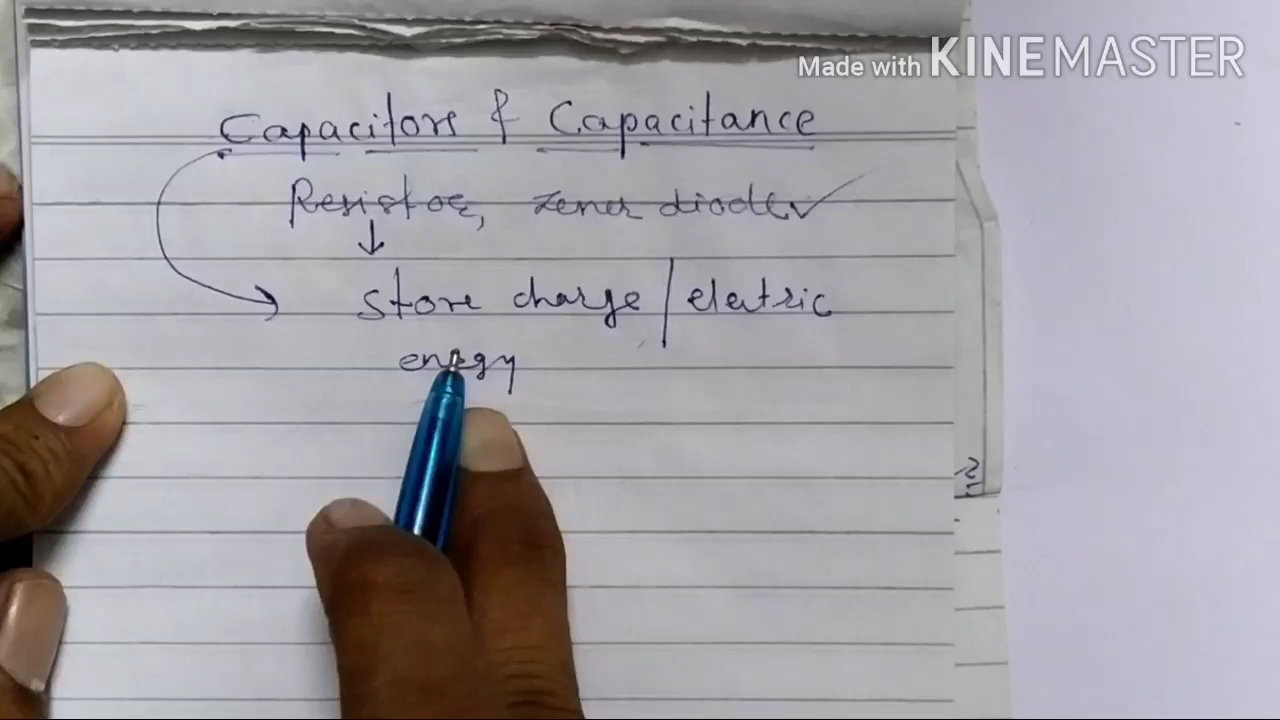 Made with KINEMASTER
Capacitors & Capacitance
Resistor, zener diode ✓
↓
Store charge / electric
energy